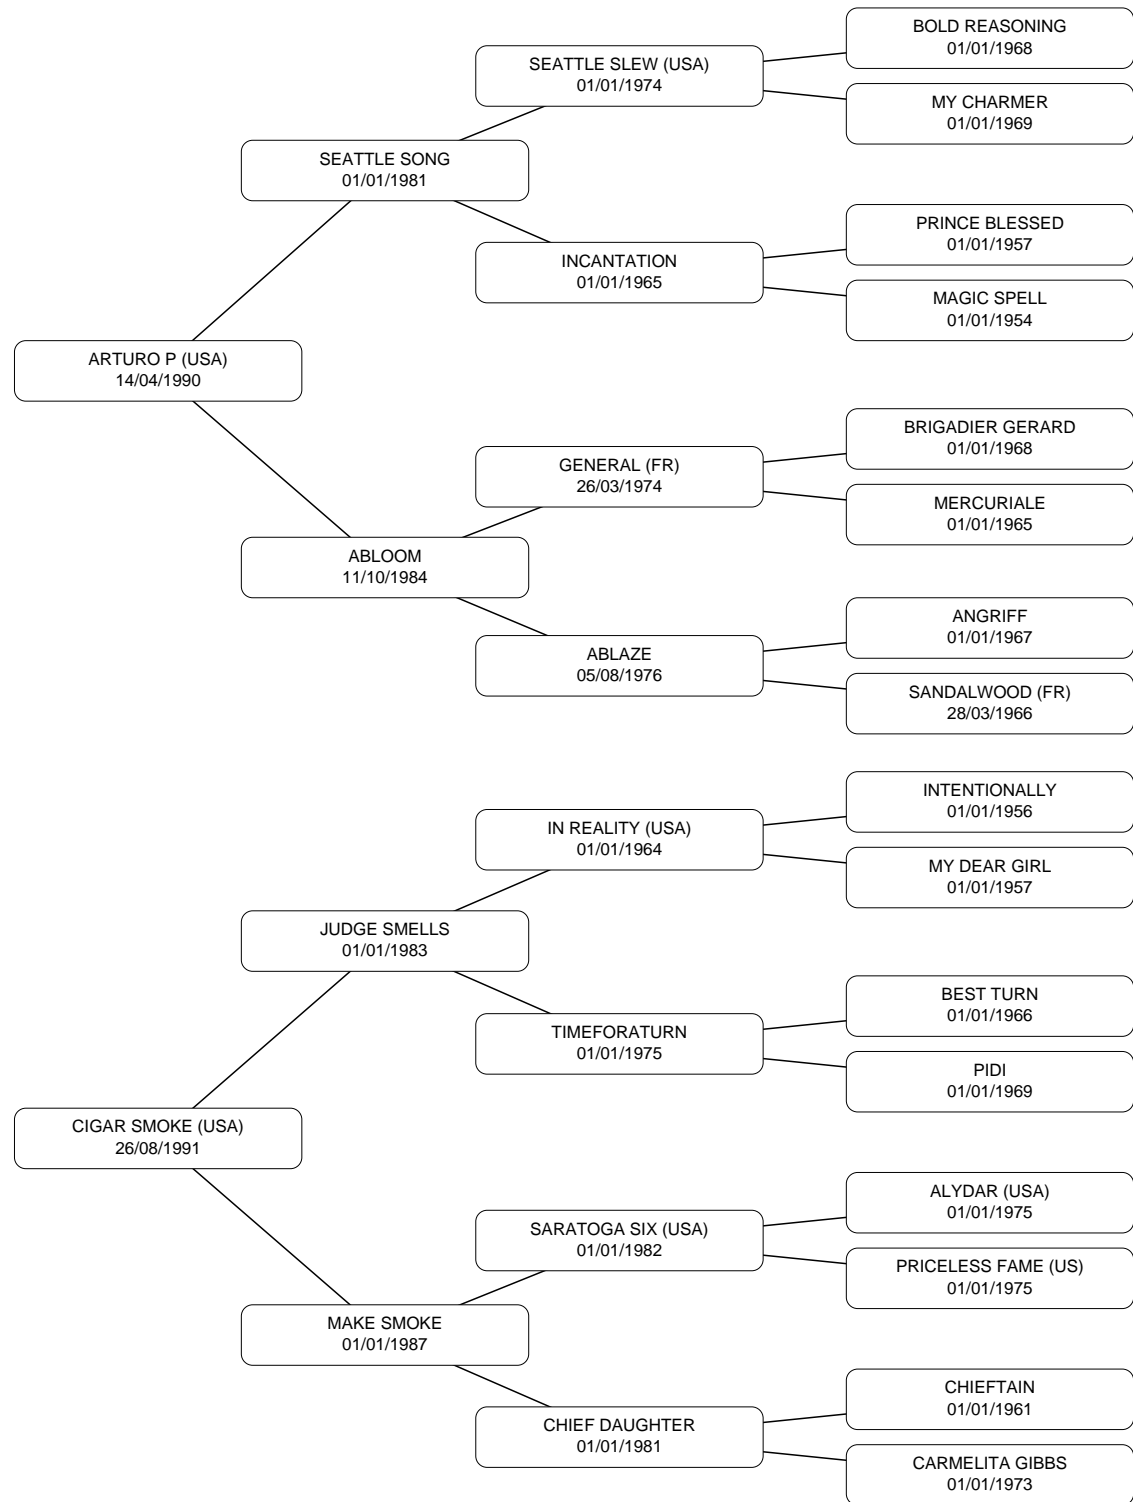 BOLD REASONING
01/01/1968
SEATTLE SLEW (USA)
01/01/1974
MY CHARMER
01/01/1969
SEATTLE SONG
01/01/1981
PRINCE BLESSED
01/01/1957
INCANTATION
01/01/1965
MAGIC SPELL
01/01/1954
ARTURO P (USA)
14/04/1990
BRIGADIER GERARD
01/01/1968
GENERAL (FR)
26/03/1974
MERCURIALE
01/01/1965
ABLOOM
11/10/1984
ANGRIFF
01/01/1967
ABLAZE
05/08/1976
SANDALWOOD (FR)
28/03/1966
INTENTIONALLY
01/01/1956
IN REALITY (USA)
01/01/1964
MY DEAR GIRL
01/01/1957
JUDGE SMELLS
01/01/1983
BEST TURN
01/01/1966
TIMEFORATURN
01/01/1975
PIDI
01/01/1969
CIGAR SMOKE (USA)
26/08/1991
ALYDAR (USA)
01/01/1975
SARATOGA SIX (USA)
01/01/1982
PRICELESS FAME (US)
01/01/1975
MAKE SMOKE
01/01/1987
CHIEFTAIN
01/01/1961
CHIEF DAUGHTER
01/01/1981
CARMELITA GIBBS
01/01/1973